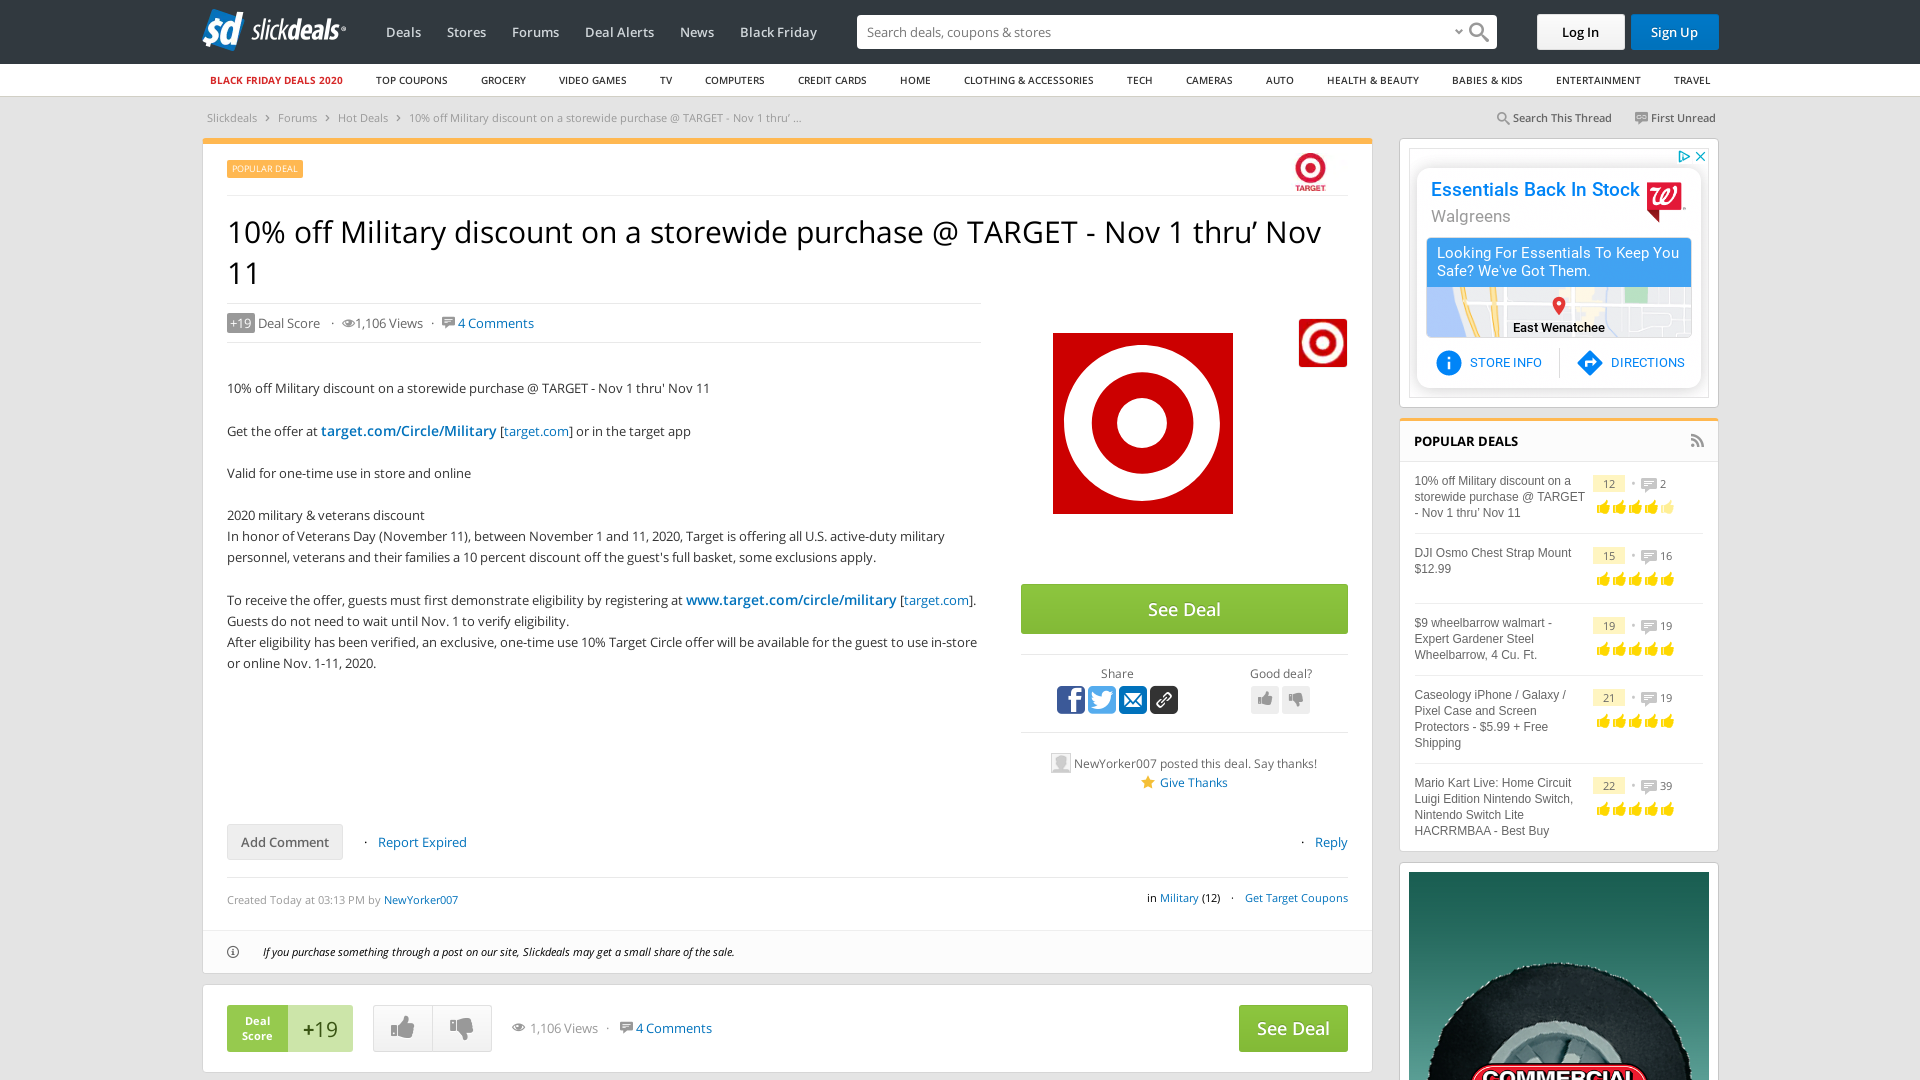 slickdeals
Deals Stores Forums Deal Alerts News Black Friday
Search deals, coupons & stores
Log In Sign Up
BLACK FRIDAY DEALS 2020 TOP COUPONS GROCERY VIDEO GAMES TV COMPUTERS CREDIT CARDS HOME CLOTHING & ACCESSORIES TECH CAMERAS AUTO HEALTH & BEAUTY BABIES & KIDS ENTERTAINMENT TRAVEL
Slickdeals › Forums › Hot Deals › 10% off Military discount on a storewide purchase @ TARGET - Nov 1 thru’ ...
Search This Thread First Unread
POPULAR DEAL
TARGET
10% off Military discount on a storewide purchase @ TARGET - Nov 1 thru’ Nov
11
+19 Deal Score · 1,106 Views · 4 Comments
10% off Military discount on a storewide purchase @ TARGET - Nov 1 thru' Nov 11
Get the offer at target.com/Circle/Military [target.com] or in the target app
Valid for one-time use in store and online
2020 military & veterans discount
In honor of Veterans Day (November 11), between November 1 and 11, 2020, Target is offering all U.S. active-duty military
personnel, veterans and their families a 10 percent discount off the guest's full basket, some exclusions apply.
To receive the offer, guests must first demonstrate eligibility by registering at www.target.com/circle/military [target.com].
Guests do not need to wait until Nov. 1 to verify eligibility.
After eligibility has been verified, an exclusive, one-time use 10% Target Circle offer will be available for the guest to use in-store
or online Nov. 1-11, 2020.
See Deal
Share Good deal?
NewYorker007 posted this deal. Say thanks!
Give Thanks
Add Comment · Report Expired · Reply
Created Today at 03:13 PM by NewYorker007
in Military (12) · Get Target Coupons
If you purchase something through a post on our site, Slickdeals may get a small share of the sale.
Deal
Score
+19
1,106 Views · 4 Comments
See Deal
Essentials Back In Stock
Walgreens
Looking For Essentials To Keep You
Safe? We've Got Them.
East Wenatchee
STORE INFO DIRECTIONS
POPULAR DEALS
10% off Military discount on a
storewide purchase @ TARGET
- Nov 1 thru’ Nov 11
12 • 2
DJI Osmo Chest Strap Mount
$12.99
15 • 16
$9 wheelbarrow walmart -
Expert Gardener Steel
Wheelbarrow, 4 Cu. Ft.
19 • 19
Caseology iPhone / Galaxy /
Pixel Case and Screen
Protectors - $5.99 + Free
Shipping
21 • 19
Mario Kart Live: Home Circuit
Luigi Edition Nintendo Switch,
Nintendo Switch Lite
HACRRMBAA - Best Buy
22 • 39
COMMERCIAL